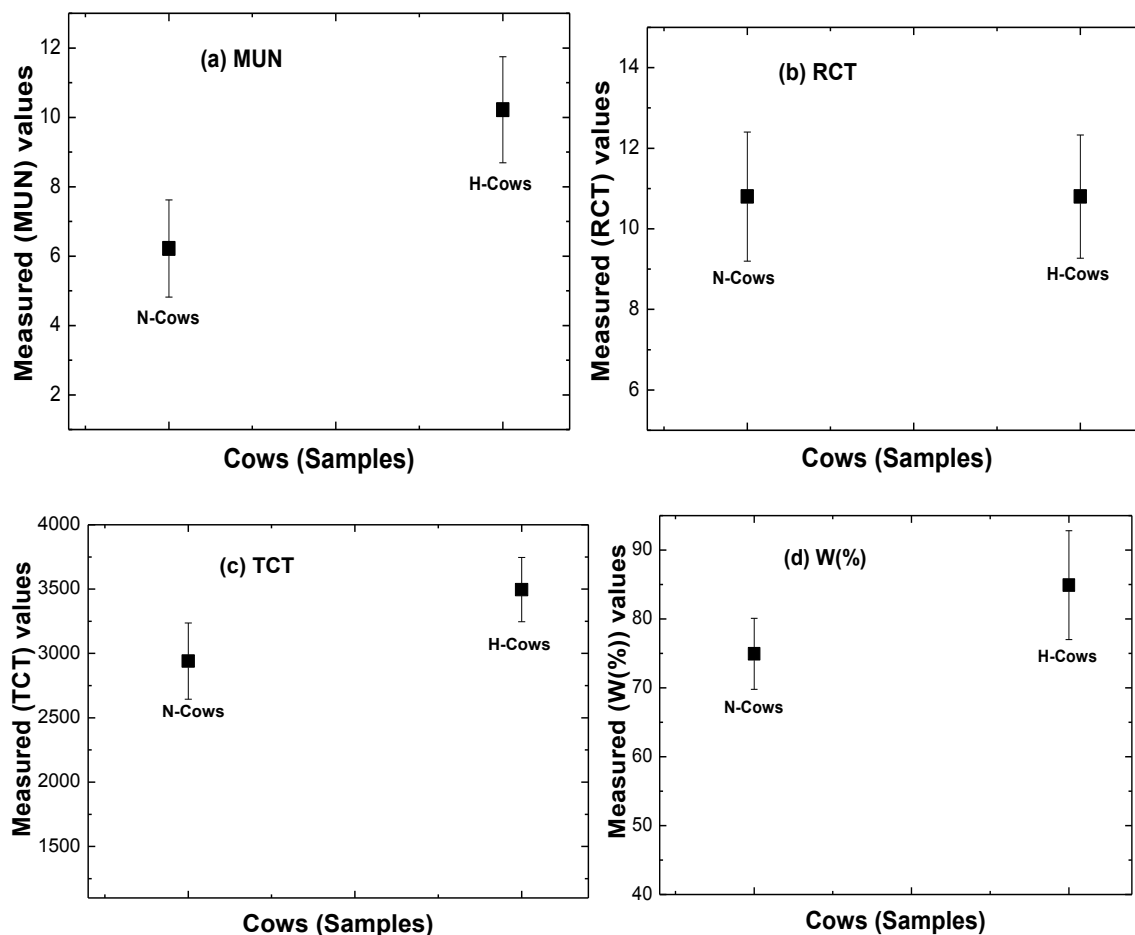 (a) MUN
Measured (MUN) values
12
10
8
6
4
2
N-Cows
H-Cows
Cows (Samples)
(b) RCT
Measured (RCT) values
14
12
10
8
6
N-Cows
H-Cows
Cows (Samples)
(c) TCT
Measured (TCT) values
4000
3500
3000
2500
2000
1500
N-Cows
H-Cows
Cows (Samples)
(d) W(%)
Measured (W(%)) values
90
80
70
60
50
40
N-Cows
H-Cows
Cows (Samples)